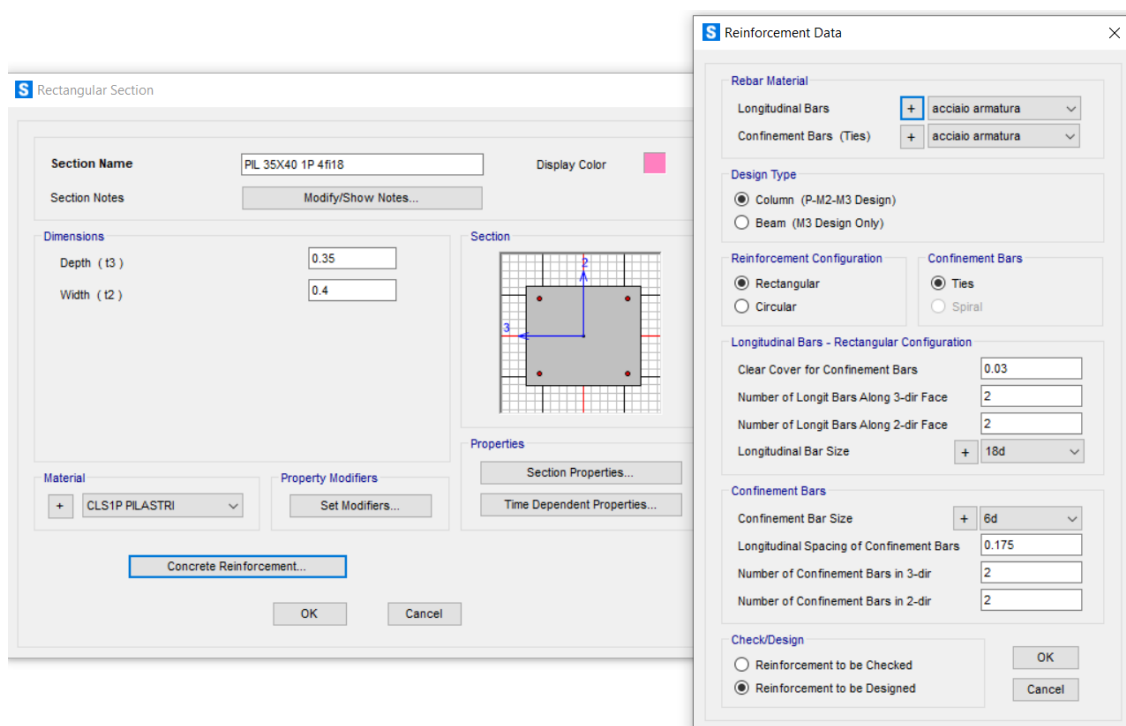 S Rectangular Section
Section Name PIL 35X40 1P 4fi18 Display Color
Section Notes Modify/Show Notes...
Dimensions
Depth ( t3 ) 0.35
Width ( t2 ) 0.4
Section
2
3
Properties
Section Properties...
Time Dependent Properties...
Material
+ CLS1P PILASTRI
Property Modifiers
Set Modifiers...
Concrete Reinforcement...
OK Cancel
S Reinforcement Data
Rebar Material
Longitudinal Bars + acciaio armatura
Confinement Bars (Ties) + acciaio armatura
Design Type
Column (P-M2-M3 Design)
Beam (M3 Design Only)
Reinforcement Configuration
Rectangular
Circular
Confinement Bars
Ties
Spiral
Longitudinal Bars - Rectangular Configuration
Clear Cover for Confinement Bars 0.03
Number of Longit Bars Along 3-dir Face 2
Number of Longit Bars Along 2-dir Face 2
Longitudinal Bar Size + 18d
Confinement Bars
Confinement Bar Size + 6d
Longitudinal Spacing of Confinement Bars 0.175
Number of Confinement Bars in 3-dir 2
Number of Confinement Bars in 2-dir 2
Check/Design
Reinforcement to be Checked
Reinforcement to be Designed
OK
Cancel